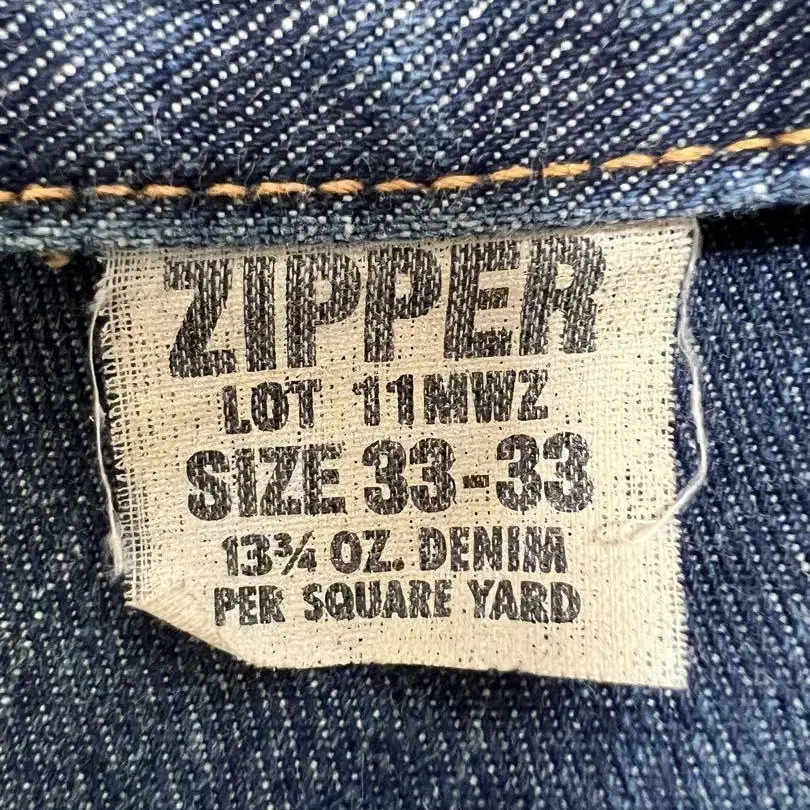 ZIPPER
LOT 11MWZ
SIZE 33-33
13¾ OZ. DENIM
PER SQUARE YARD